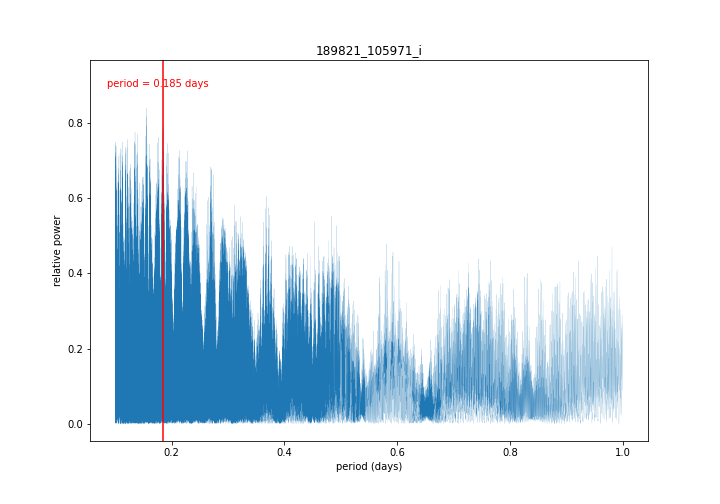 189821_105971_i
period = 0.185 days
relative power
0.8
0.6
0.4
0.2
0.0
0.2 0.4 0.6 0.8 1.0
period (days)